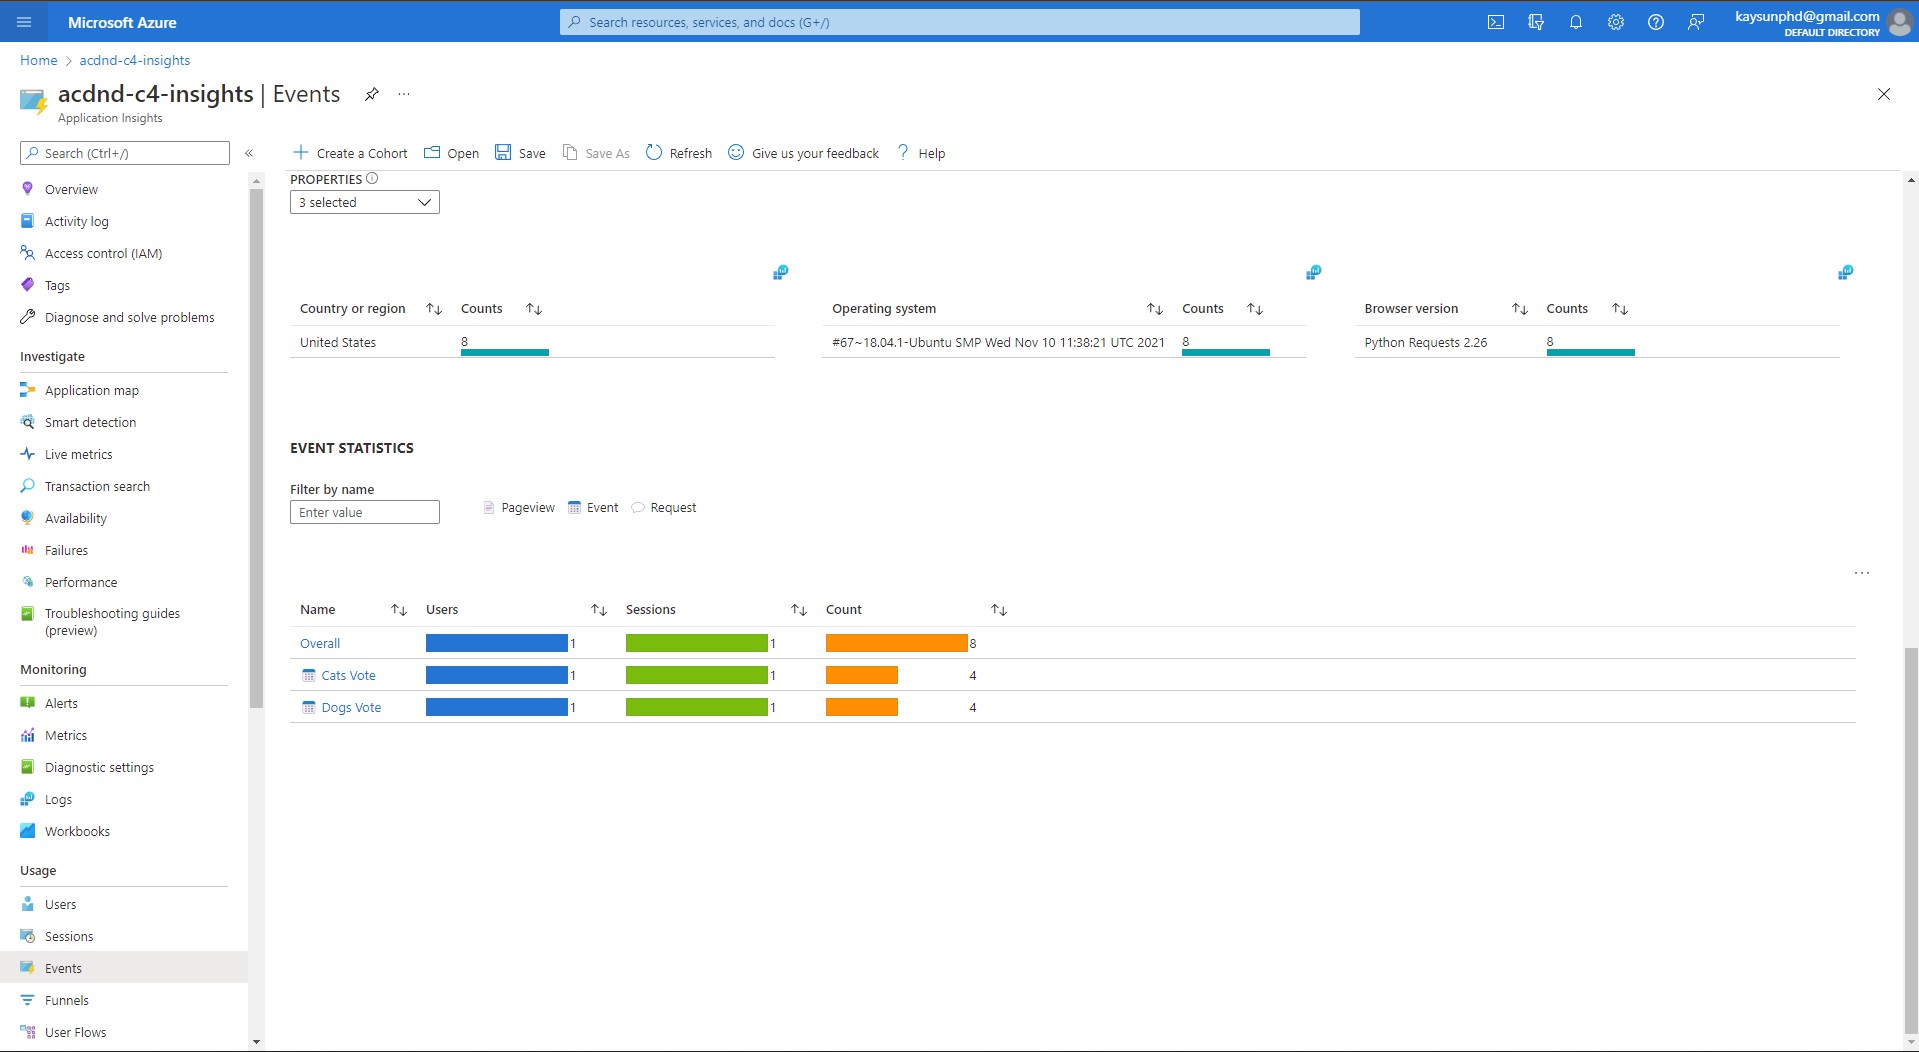 Microsoft Azure
Search resources, services, and docs (G+/)
kaysunphd@gmail.com
DEFAULT DIRECTORY
Home > acdnd-c4-insights
acdnd-c4-insights | Events
...
Application Insights
Search (Ctrl+/)
«
Create a Cohort Open Save Save As Refresh Give us your feedback ? Help
Overview
Activity log
Access control (IAM)
Tags
Diagnose and solve problems
Investigate
Application map
Smart detection
Live metrics
Transaction search
Availability
Failures
Performance
Troubleshooting guides
(preview)
Monitoring
Alerts
Metrics
Diagnostic settings
Logs
Workbooks
Usage
Users
Sessions
Events
Funnels
User Flows
PROPERTIES
3 selected
Country or region Counts
United States 8
Operating system Counts
#67~18.04.1-Ubuntu SMP Wed Nov 10 11:38:21 UTC 2021 8
Browser version Counts
Python Requests 2.26 8
EVENT STATISTICS
Filter by name
Enter value
Pageview Event Request
...
Name Users Sessions Count
Overall 1 1 8
Cats Vote 1 1 4
Dogs Vote 1 1 4